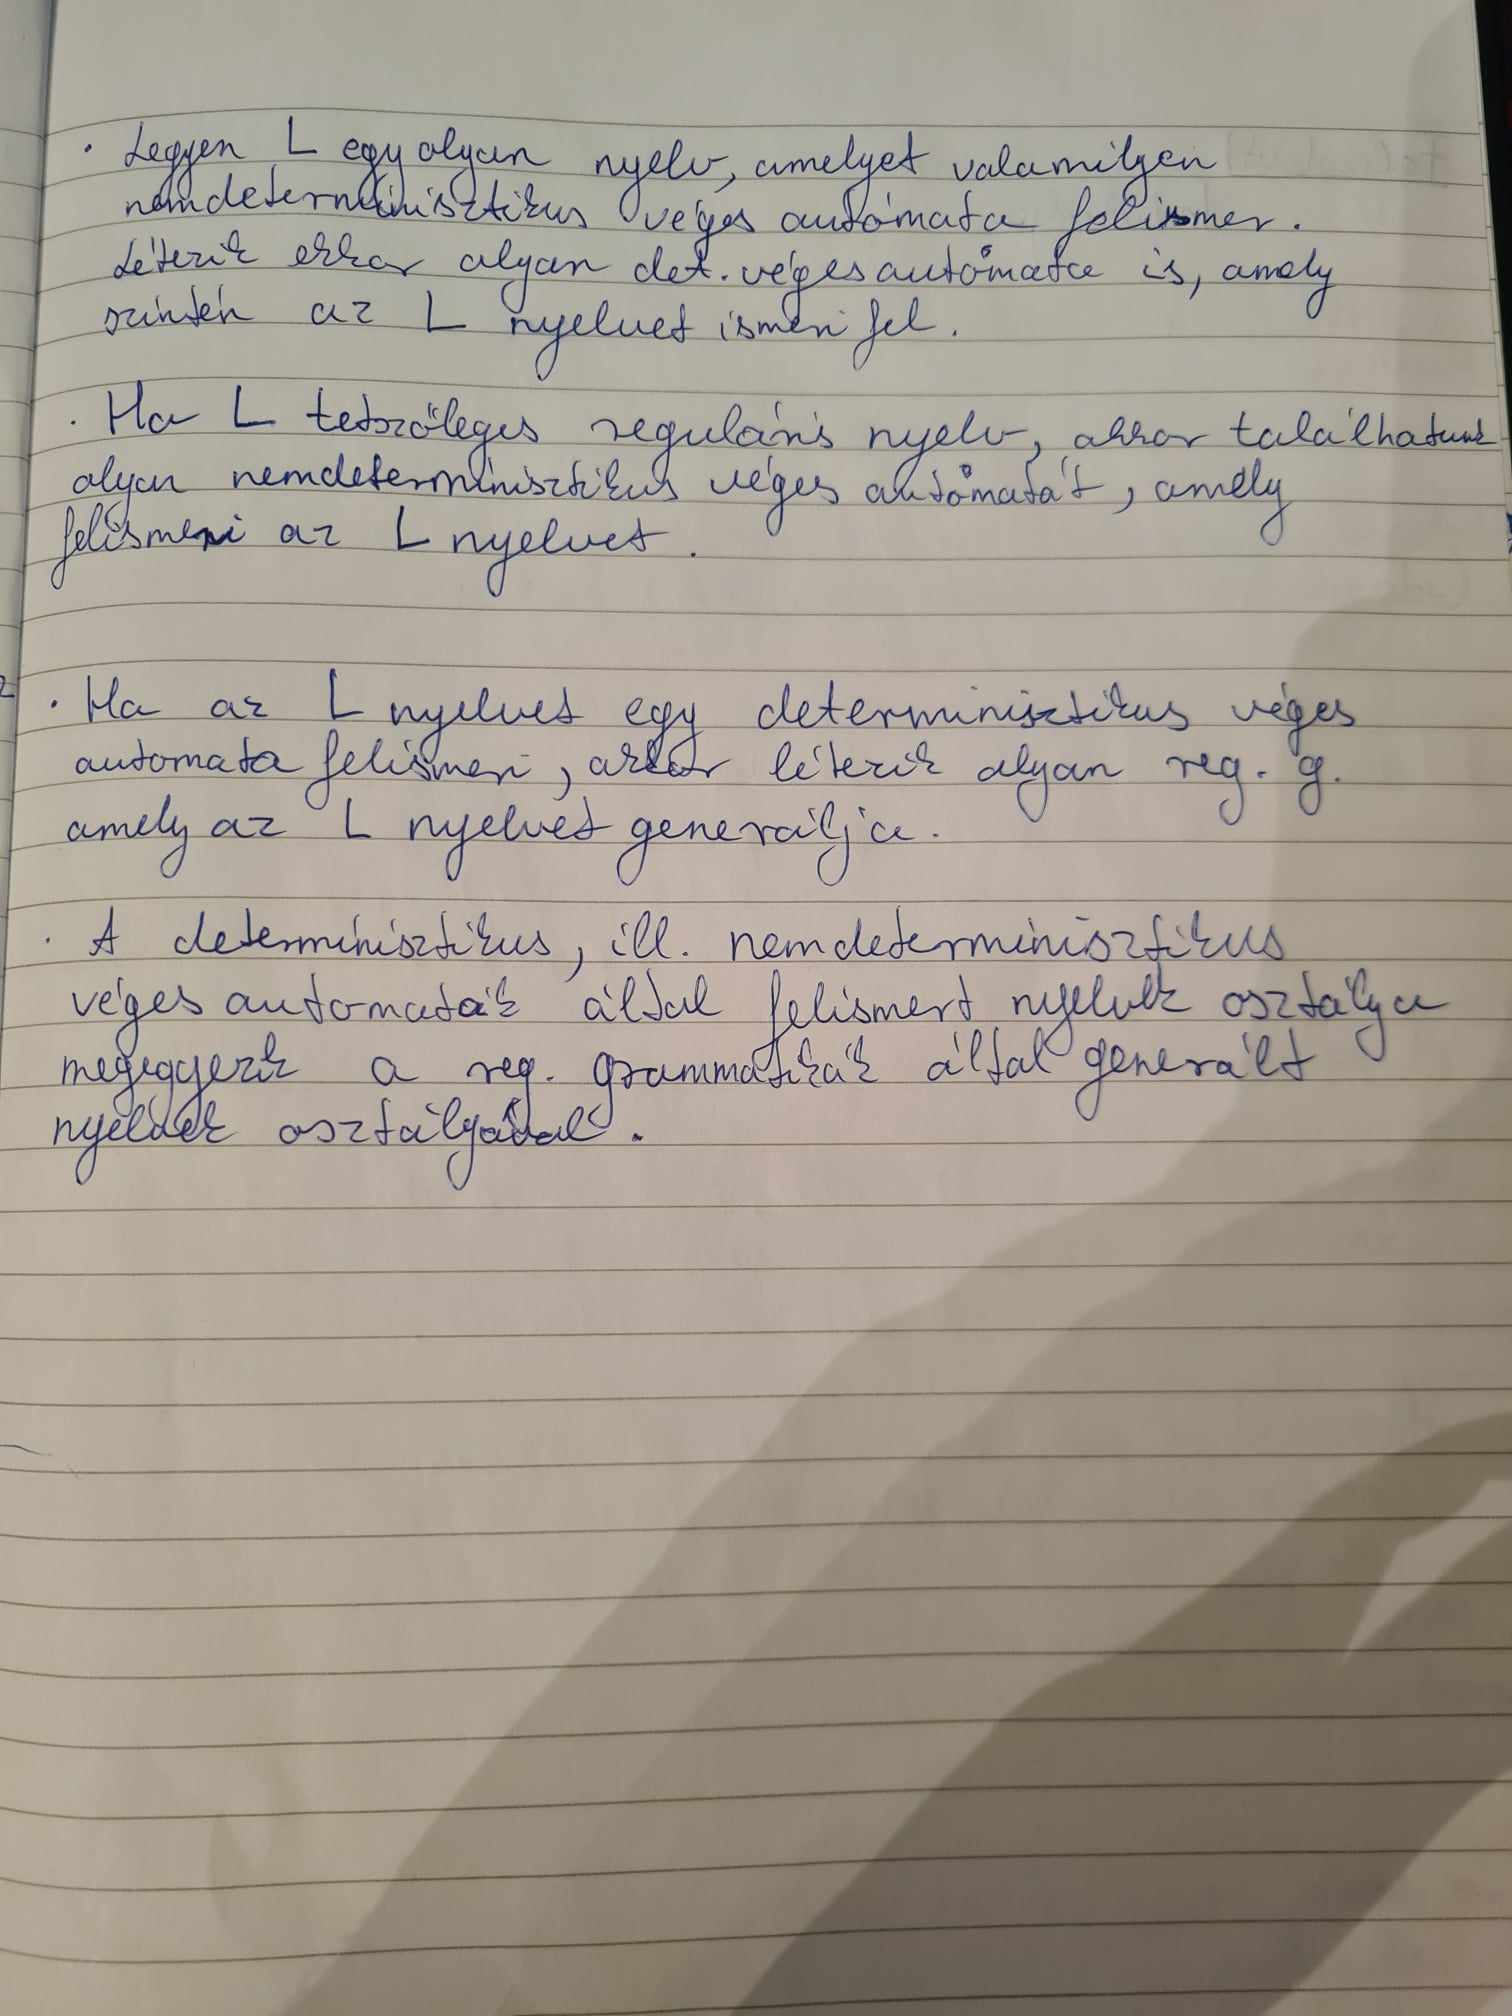 · Legyen L egy olyan nyelv, amelyet valamilyen
nemdeterminisztikus véges autómata felismer.
Létezik ekkor olyan det. véges autómata is, amely
szintén az L nyelvet ismeri fel.
· Ha L tetszőleges reguláris nyelv, akkor találhatunk
olyan nemdeterminisztikus véges autómatát, amely
felismeri az L nyelvet.
· Ha az L nyelvet egy determinisztikus véges
automata felismeri, akkor létezik olyan reg. g.
amely az L nyelvet generálja.
· A determinisztikus, ill. nemdeterminisztikus
véges automaták által felismert nyelvek osztálya
megegyezik a reg. grammatikák által generált
nyelvek osztályával.